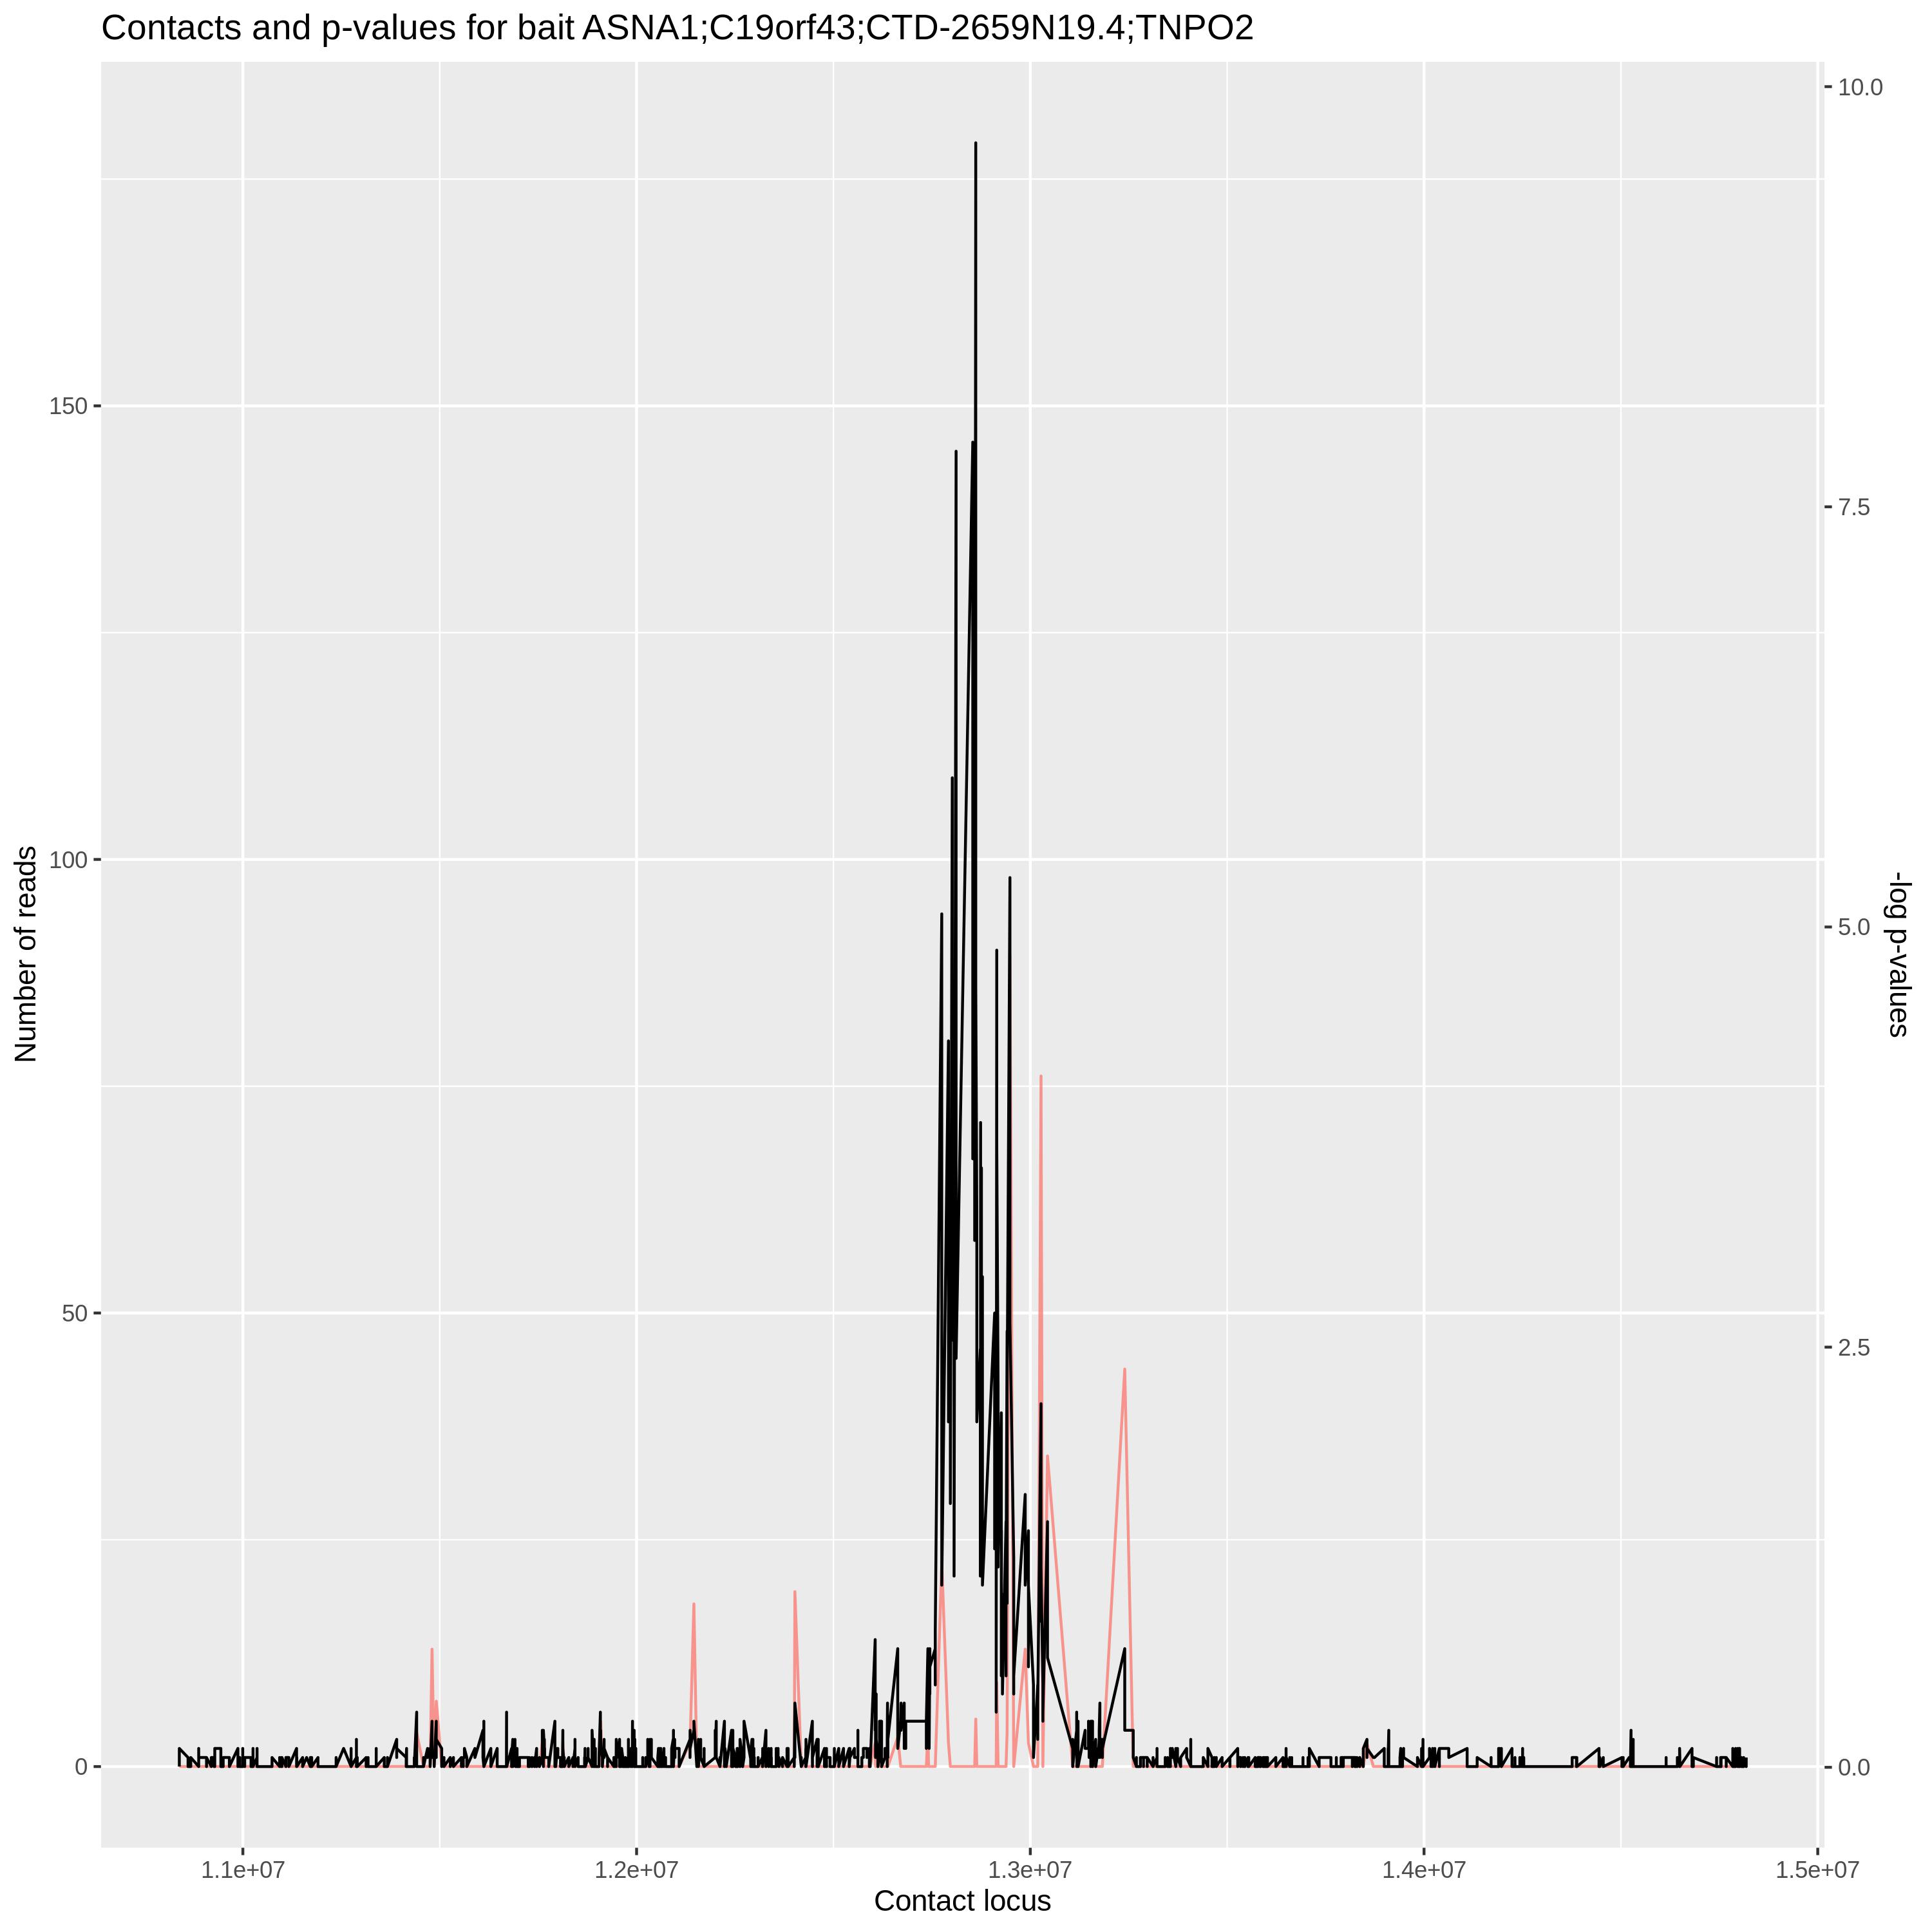 Contacts and p-values for bait ASNA1;C19orf43;CTD-2659N19.4;TNPO2
Number of reads
150
100
50
0
10.0
7.5
5.0
2.5
0.0
-log p-values
1.1e+07
1.2e+07
1.3e+07
1.4e+07
1.5e+07
Contact locus